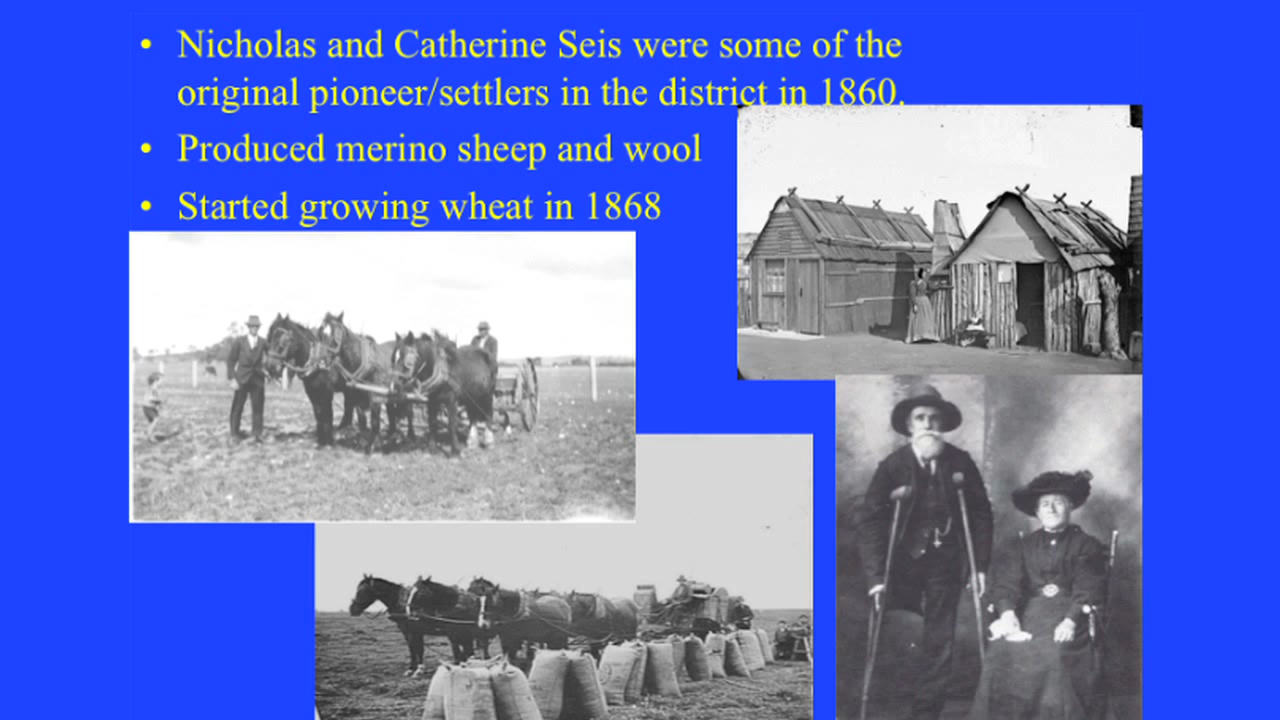 • Nicholas and Catherine Seis were some of the
original pioneer/settlers in the district in 1860.
• Produced merino sheep and wool
• Started growing wheat in 1868